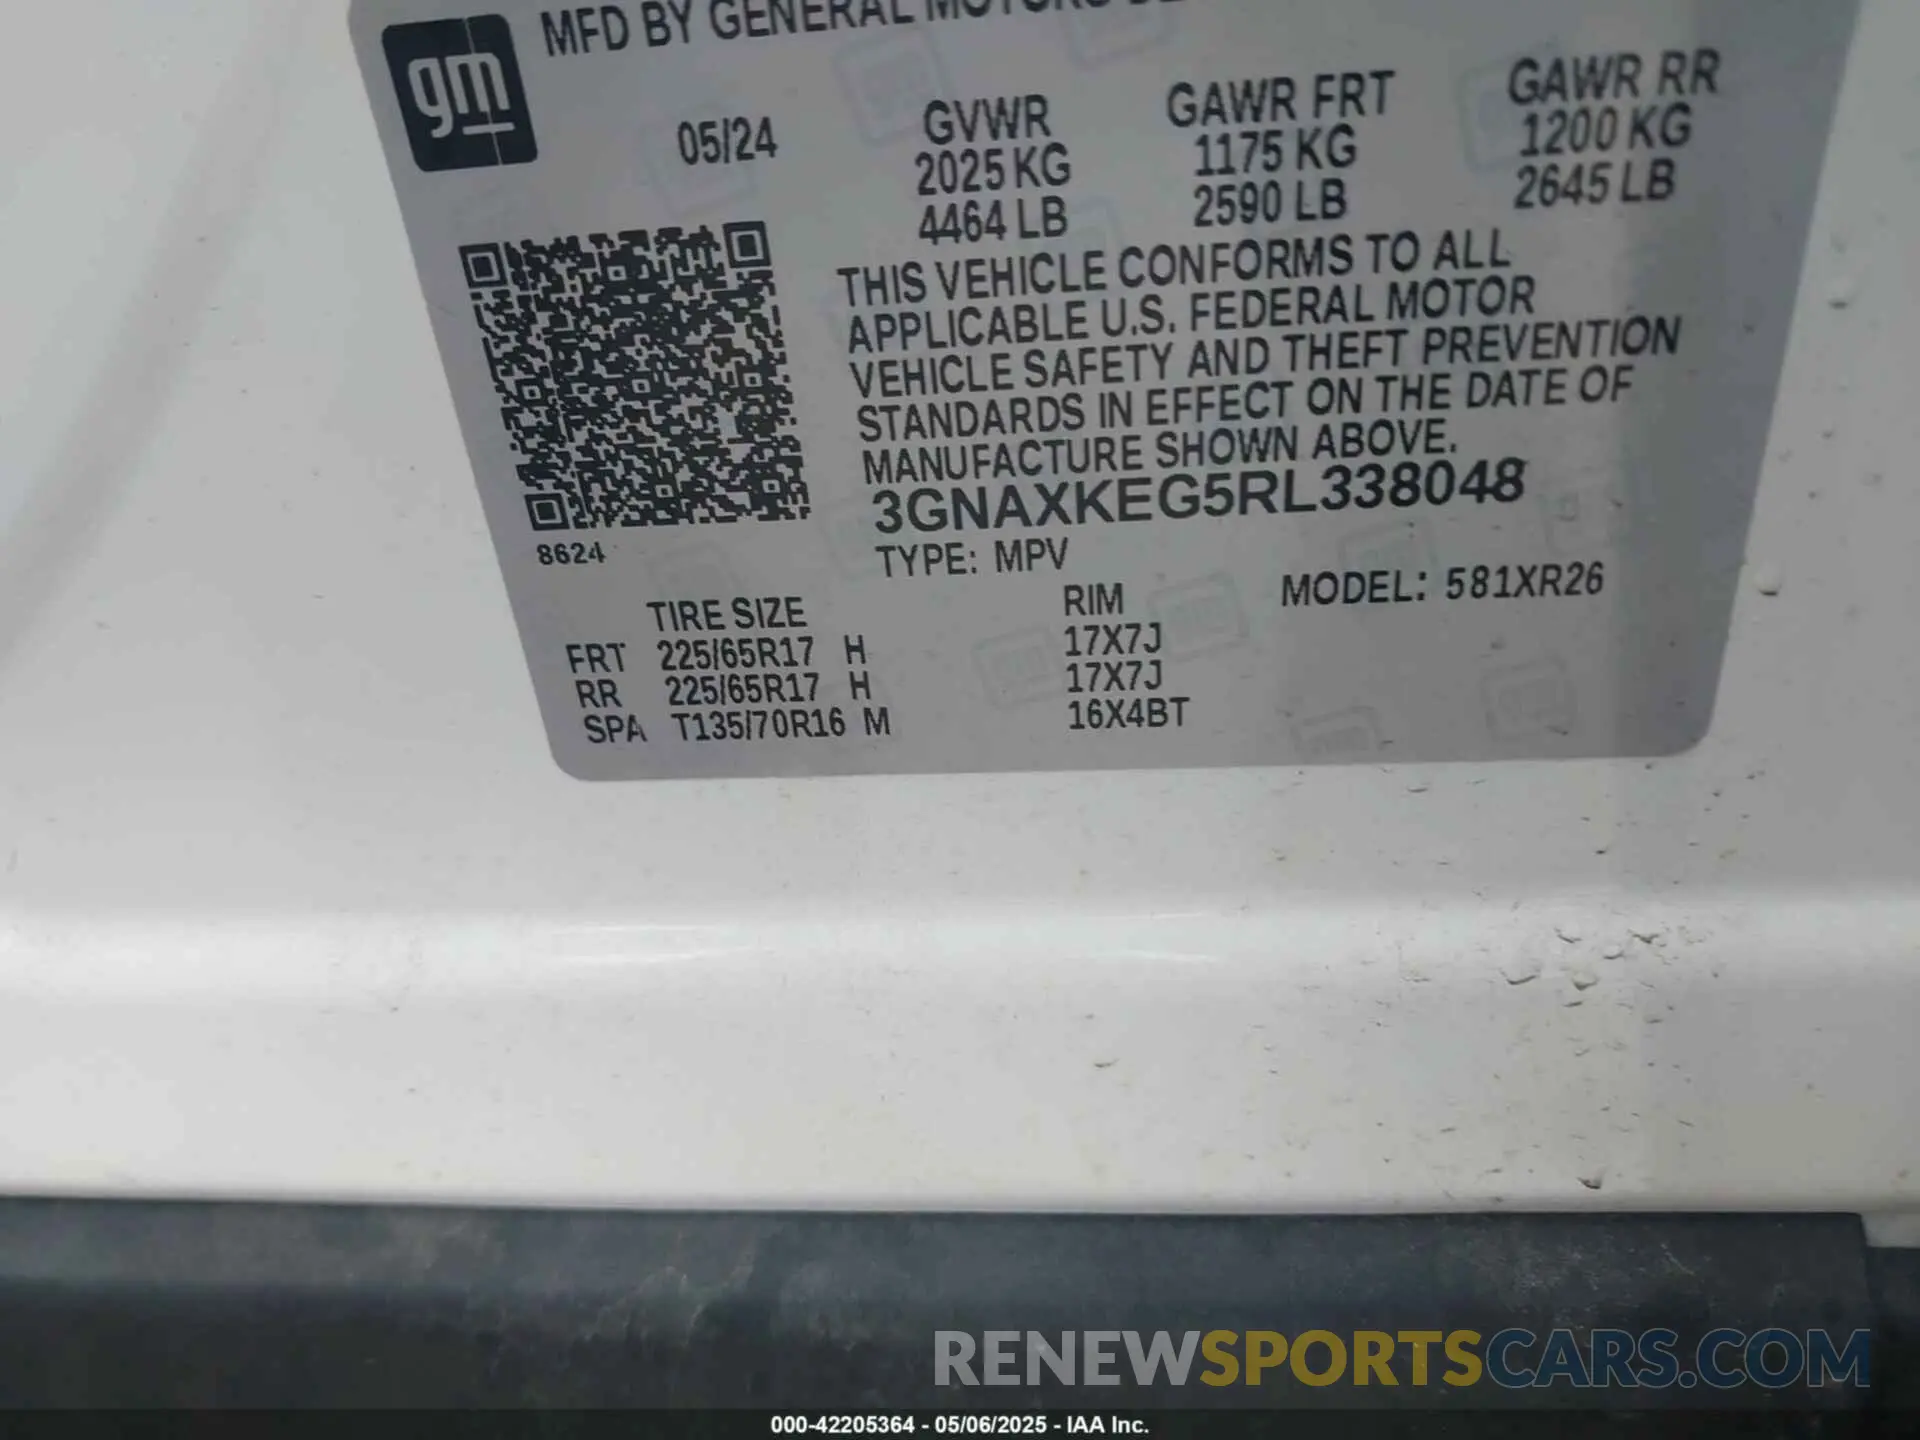 gm
MFD BY GENERAL MOTORS
05/24
GVWR
2025 KG
4464 LB
GAWR FRT
1175 KG
2590 LB
GAWR RR
1200 KG
2645 LB
THIS VEHICLE CONFORMS TO ALL
APPLICABLE U.S. FEDERAL MOTOR
VEHICLE SAFETY AND THEFT PREVENTION
STANDARDS IN EFFECT ON THE DATE OF
MANUFACTURE SHOWN ABOVE.
3GNAXKEG5RL338048
8624
TYPE: MPV
MODEL: 581XR26
TIRE SIZE RIM
FRT 225/65R17 H 17X7J
RR 225/65R17 H 17X7J
SPA T135/70R16 M 16X4BT
RENEWSPORTSCARS.COM
000-42205364 - 05/06/2025 - IAA Inc.